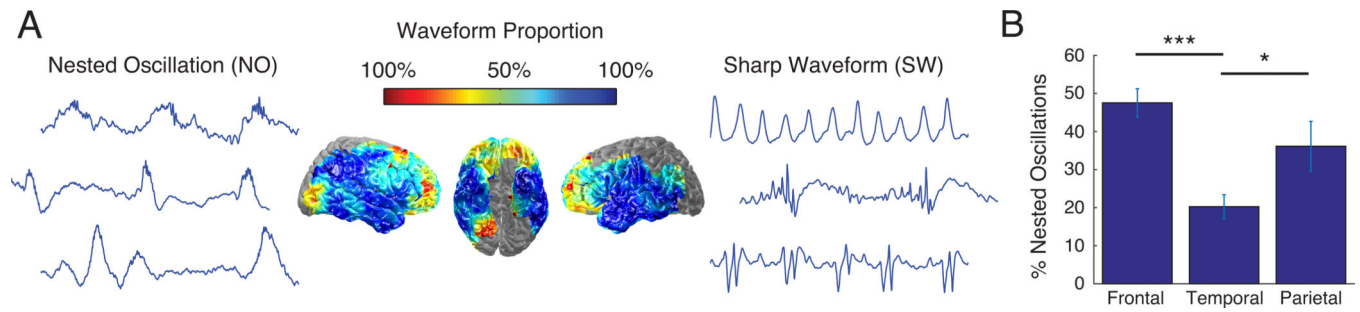 A
Waveform Proportion
Nested Oscillation (NO)
100% 50% 100%
Sharp Waveform (SW)
B
% Nested Oscillations
60
50
40
30
20
10
0
***
*
Frontal Temporal Parietal